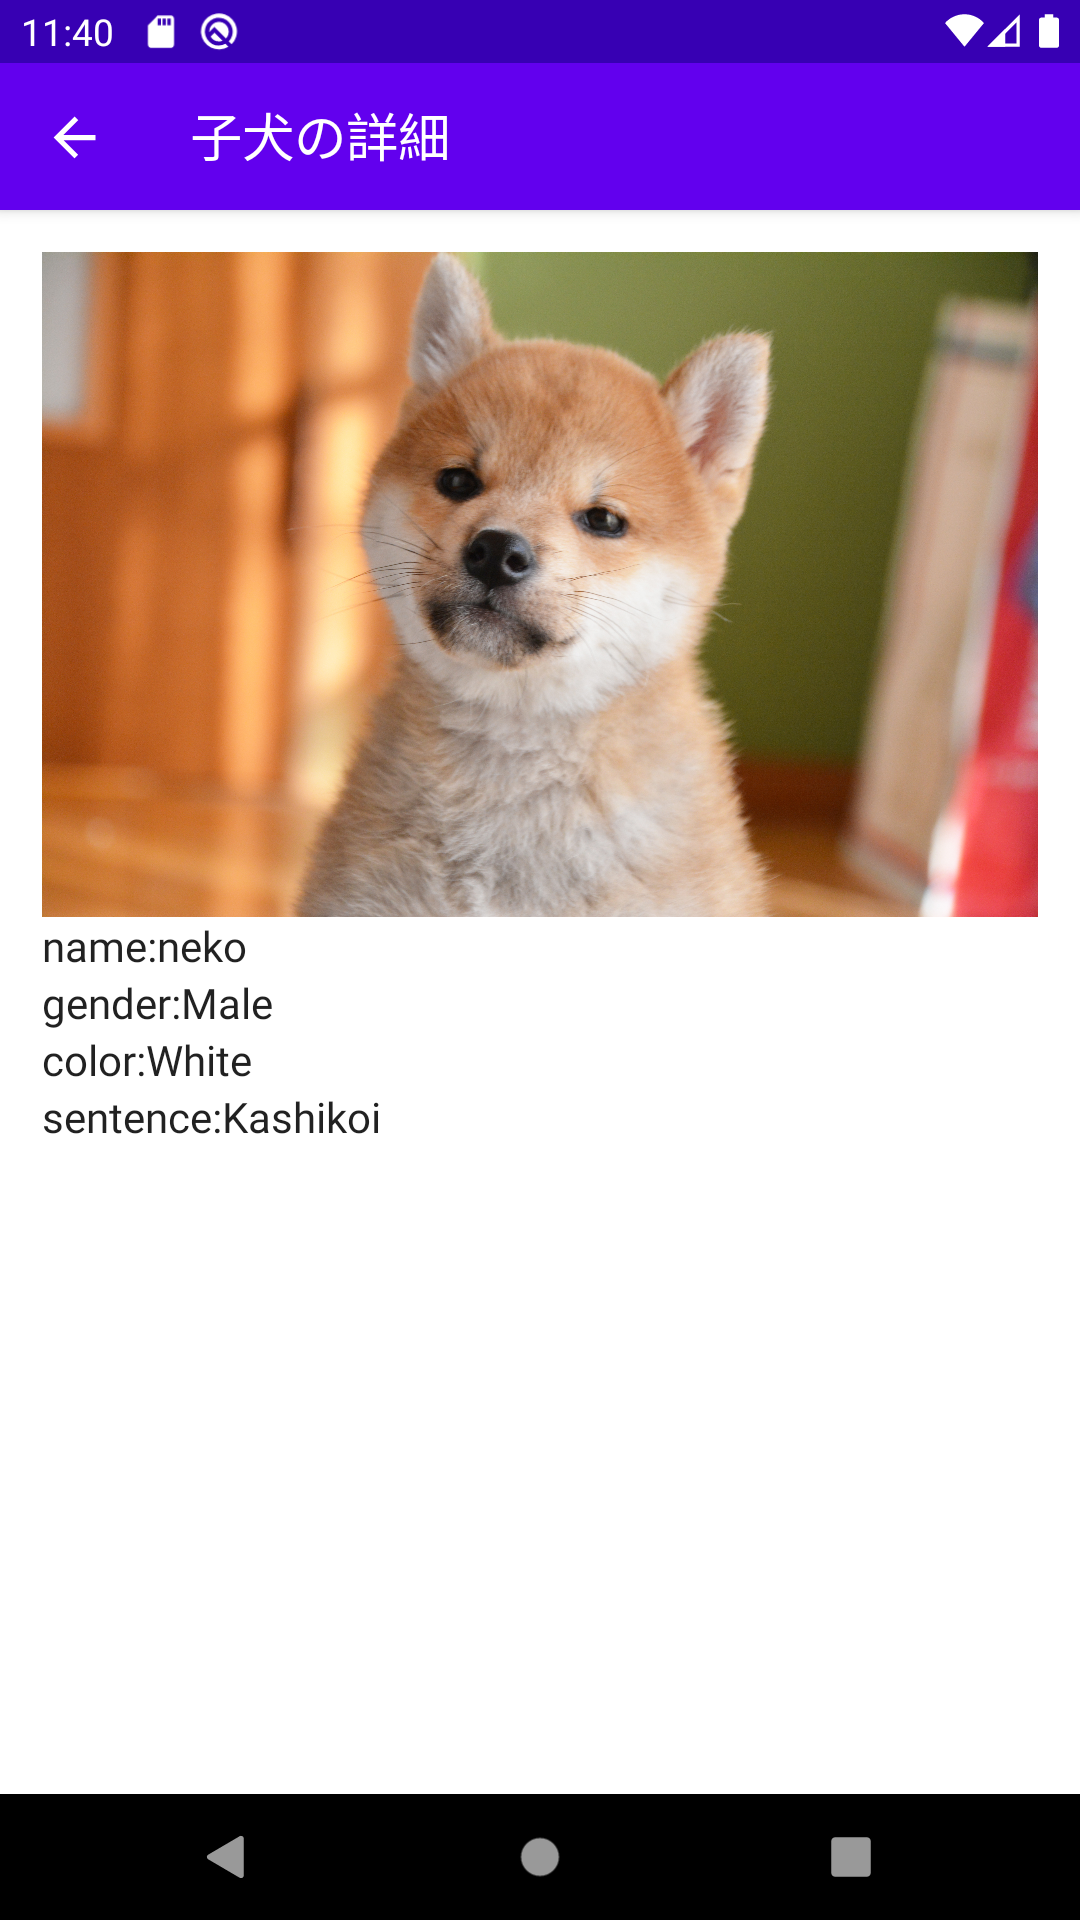 11:40
子犬の詳細
name:neko
gender:Male
color:White
sentence:Kashikoi